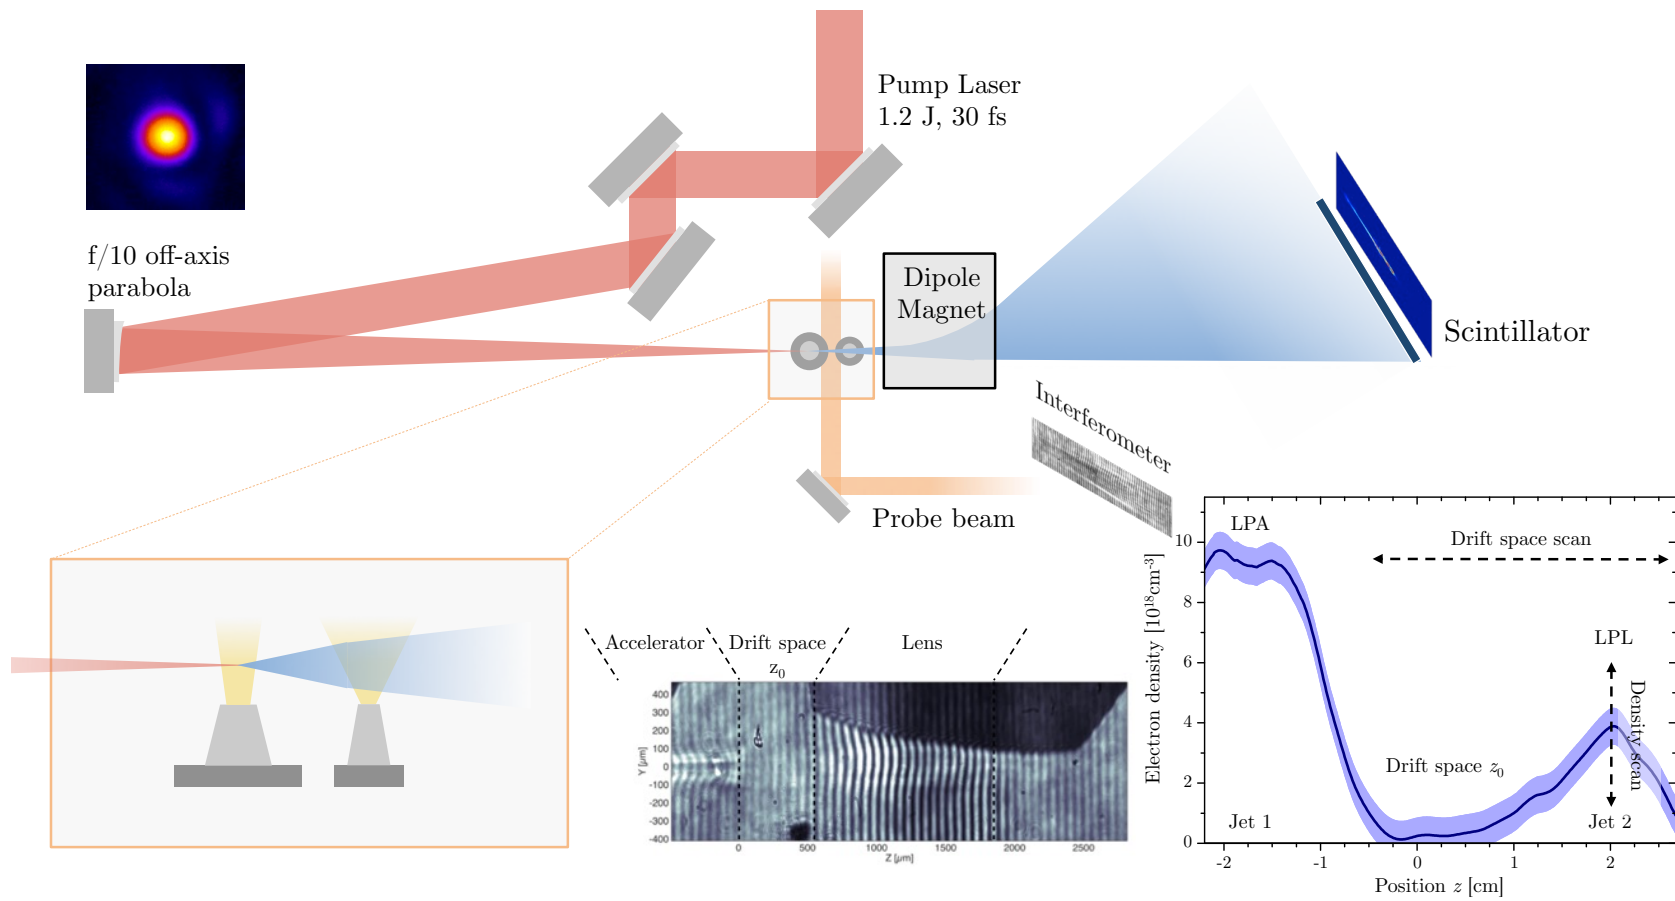 Pump Laser
1.2 J, 30 fs
f/10 off-axis
parabola
Dipole
Magnet
Scintillator
Interferometer
Probe beam
Accelerator
Drift space
z₀
Lens
400
300
200
100
0
-100
-200
-300
-400
Y [µm]
0
500
1000
1500
2000
2500
Z [µm]
Electron density [10¹⁸cm⁻³]
10
8
6
4
2
0
LPA
Drift space scan
LPL
Density scan
Drift space z₀
Jet 1
Jet 2
-2
-1
0
1
2
Position z [cm]